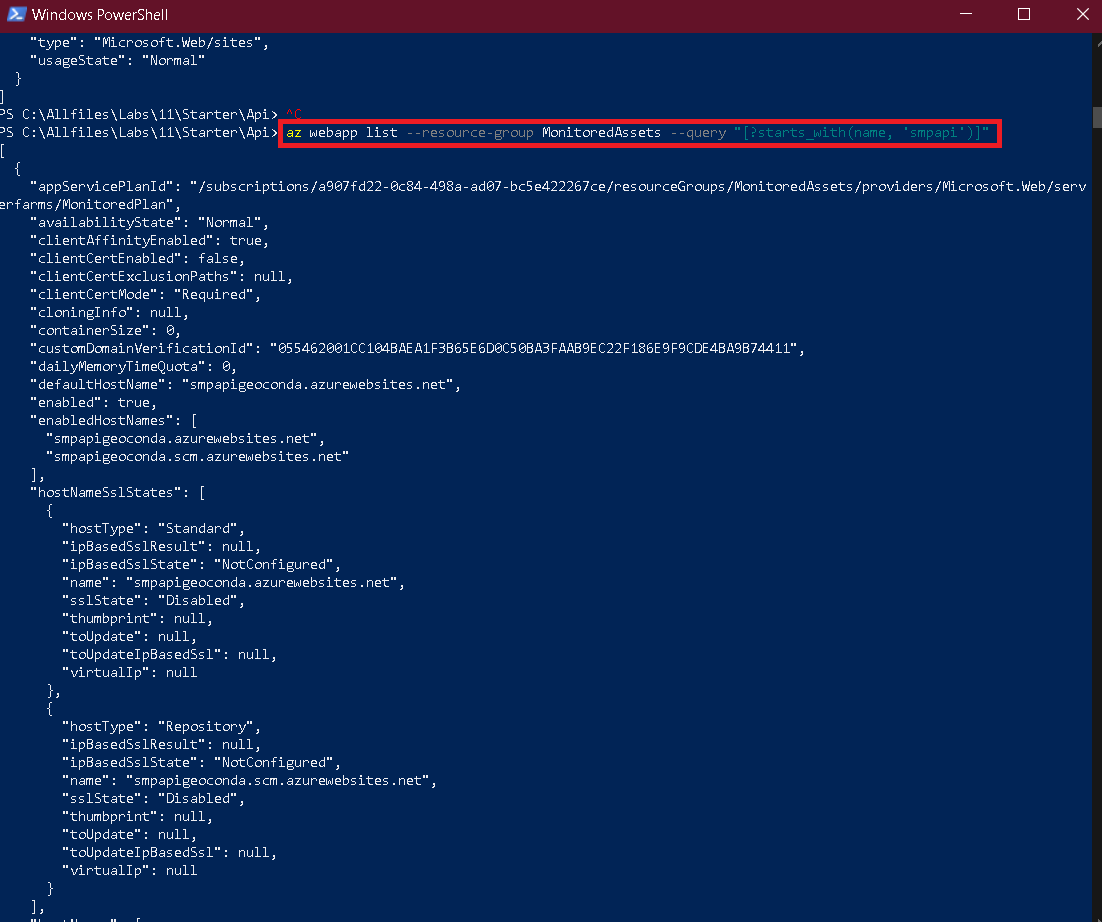 Windows PowerShell
"type": "Microsoft.Web/sites",
"usageState": "Normal"
}
]
PS C:\Allfiles\Labs\11\Starter\Api> ^C
PS C:\Allfiles\Labs\11\Starter\Api> az webapp list --resource-group MonitoredAssets --query "[?starts_with(name, 'smpapi')]"
[
{
"appServicePlanId": "/subscriptions/a907fd22-0c84-498a-ad07-bc5e422267ce/resourceGroups/MonitoredAssets/providers/Microsoft.Web/serv
erfarms/MonitoredPlan",
"availabilityState": "Normal",
"clientAffinityEnabled": true,
"clientCertEnabled": false,
"clientCertExclusionPaths": null,
"clientCertMode": "Required",
"cloningInfo": null,
"containerSize": 0,
"customDomainVerificationId": "055462001CC104BAEA1F3B65E6D0C50BA3FAAB9EC22F186E9F9CDE4BA9B74411",
"dailyMemoryTimeQuota": 0,
"defaultHostName": "smpapigeoconda.azurewebsites.net",
"enabled": true,
"enabledHostNames": [
"smpapigeoconda.azurewebsites.net",
"smpapigeoconda.scm.azurewebsites.net"
],
"hostNameSslStates": [
{
"hostType": "Standard",
"ipBasedSslResult": null,
"ipBasedSslState": "NotConfigured",
"name": "smpapigeoconda.azurewebsites.net",
"sslState": "Disabled",
"thumbprint": null,
"toUpdate": null,
"toUpdateIpBasedSsl": null,
"virtualIp": null
},
{
"hostType": "Repository",
"ipBasedSslResult": null,
"ipBasedSslState": "NotConfigured",
"name": "smpapigeoconda.scm.azurewebsites.net",
"sslState": "Disabled",
"thumbprint": null,
"toUpdate": null,
"toUpdateIpBasedSsl": null,
"virtualIp": null
}
],